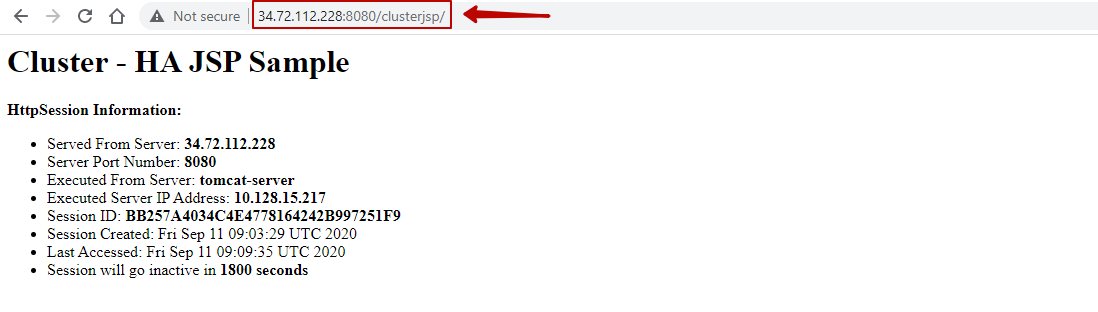 Not secure 34.72.112.228:8080/clusterjsp/
Cluster - HA JSP Sample
HttpSession Information:
Served From Server: 34.72.112.228
Server Port Number: 8080
Executed From Server: tomcat-server
Executed Server IP Address: 10.128.15.217
Session ID: BB257A4034C4E4778164242B997251F9
Session Created: Fri Sep 11 09:03:29 UTC 2020
Last Accessed: Fri Sep 11 09:09:35 UTC 2020
Session will go inactive in 1800 seconds